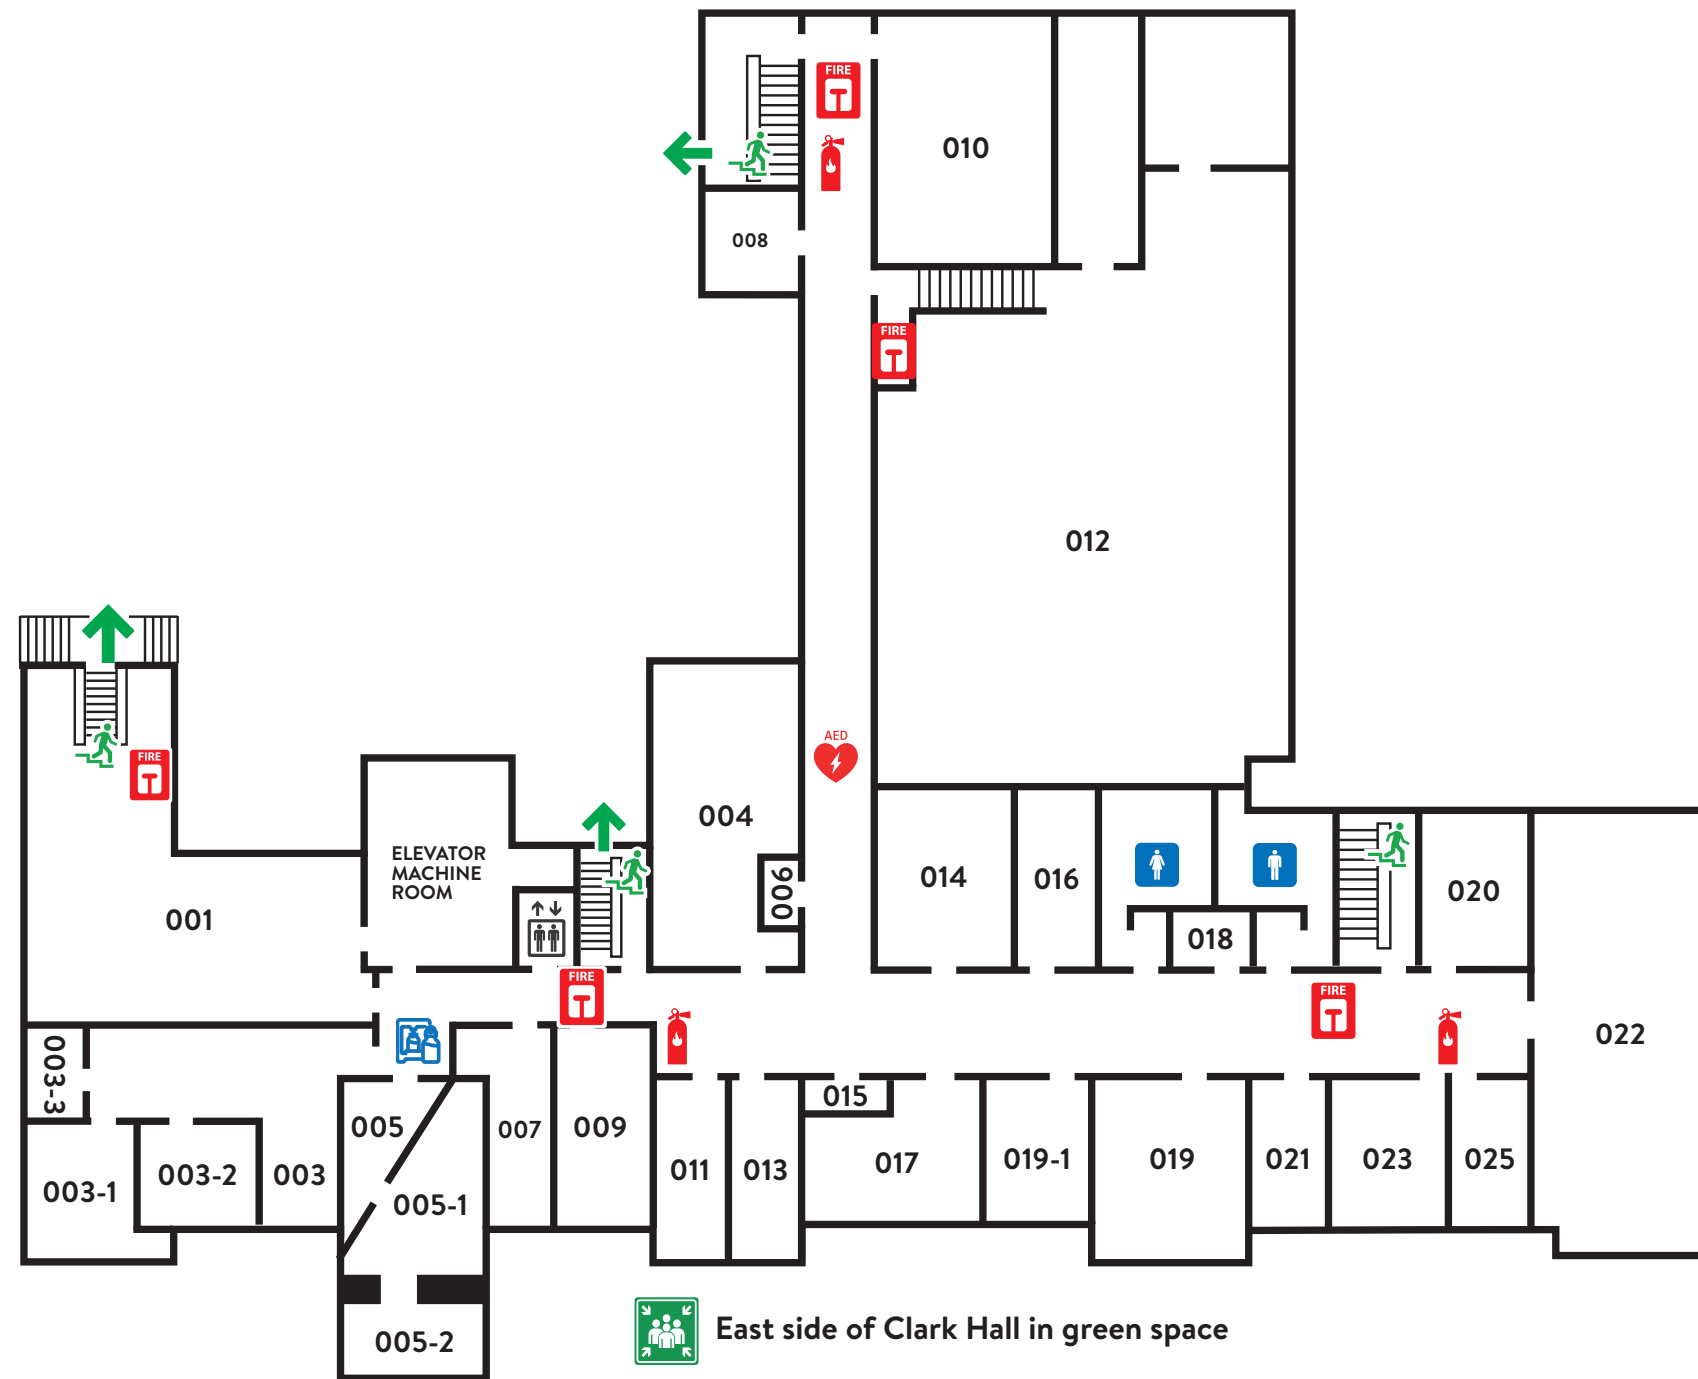 FIRE
010
008
FIRE
012
AED
FIRE
004
ELEVATOR
MACHINE
ROOM
006
014
016
020
001
018
FIRE
FIRE
022
003-3
015
005
007
009
003-1
003-2
003
005-1
011
013
017
019-1
019
021
023
025
005-2
East side of Clark Hall in green space